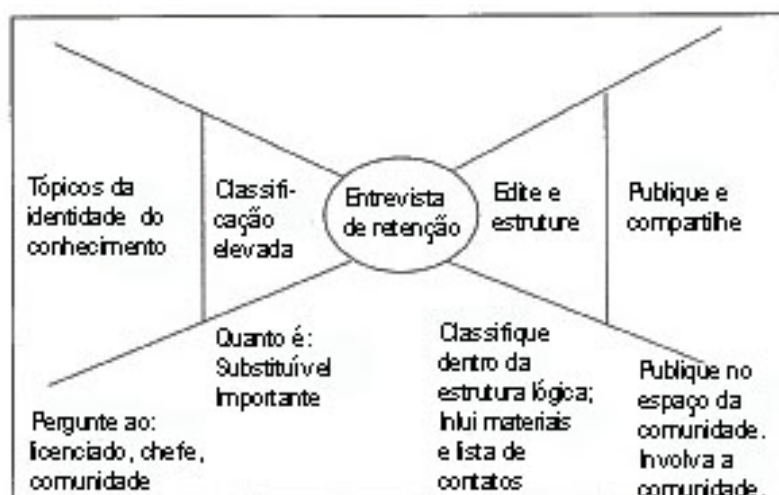 Tópicos da
identidade do
conhecimento
Classifi-
cação
elevada
Entrevista
de retenção
Edite e
estruture
Publique e
compartilhe
Pergunte ao:
licenciado, chefe,
comunidade
Quanto é:
Substituível
Importante
Classifique
dentro da
estrutura lógica;
Inlui materiais
e lista de
contatos
Publique no
espaço da
comunidade.
Involva a
comunidade.